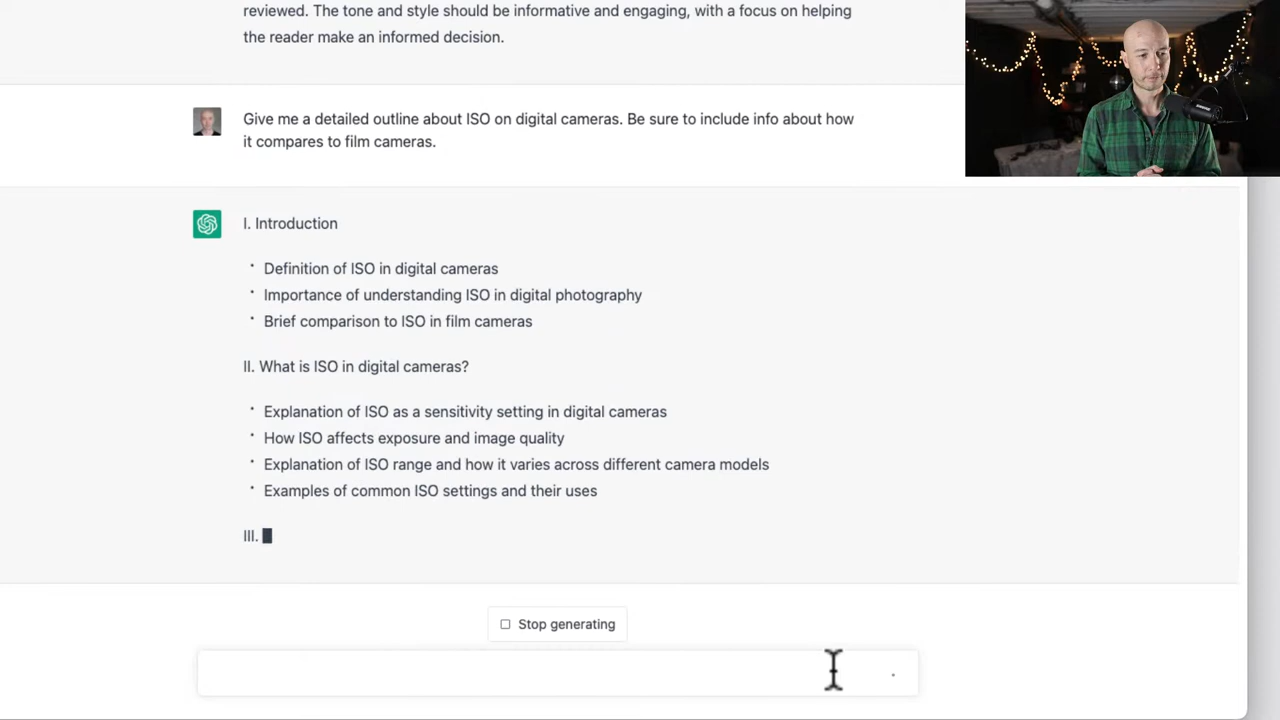 reviewed. The tone and style should be informative and engaging, with a focus on helping
the reader make an informed decision.
Give me a detailed outline about ISO on digital cameras. Be sure to include info about how
it compares to film cameras.
I. Introduction
• Definition of ISO in digital cameras
• Importance of understanding ISO in digital photography
• Brief comparison to ISO in film cameras
II. What is ISO in digital cameras?
• Explanation of ISO as a sensitivity setting in digital cameras
• How ISO affects exposure and image quality
• Explanation of ISO range and how it varies across different camera models
• Examples of common ISO settings and their uses
III.
Stop generating